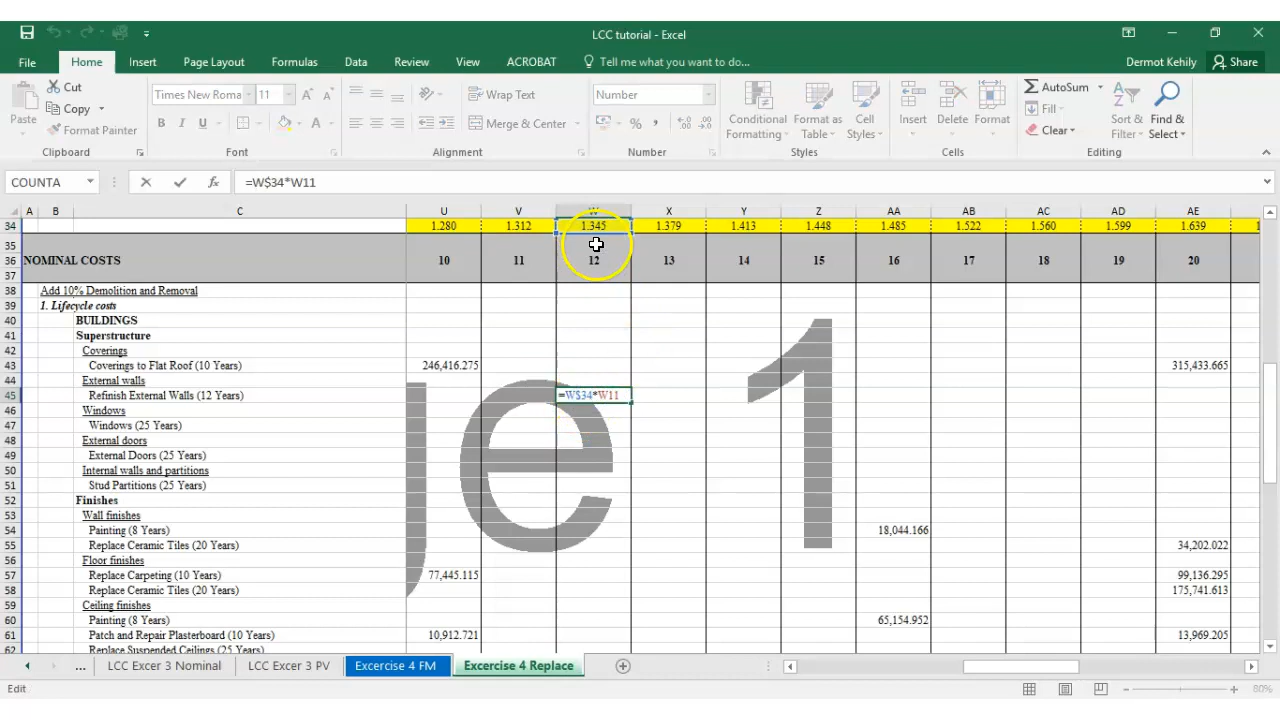 LCC tutorial - Excel
File Home Insert Page Layout Formulas Data Review View ACROBAT Tell me what you want to do... Dermot Kehily Share
Paste Cut Copy Format Painter Clipboard
Times New Roma 11 B I U A Font
Wrap Text Merge & Center Alignment
Number % Number
Conditional Formatting Format as Table Cell Styles Styles
Insert Delete Format Cells
AutoSum Fill Clear Sort & Filter Find & Select Editing
COUNTA fx =W$34*W11
A B C U V W X Y Z AA AB AC AD AE
34 1.280 1.312 1.345 1.379 1.413 1.448 1.485 1.522 1.560 1.599 1.639 1
35
36 NOMINAL COSTS 10 11 12 13 14 15 16 17 18 19 20
37
38 Add 10% Demolition and Removal
39 1. Lifecycle costs
40 BUILDINGS
41 Superstructure
42 Coverings
43 Coverings to Flat Roof (10 Years) 246,416.275 315,433.665
44 External walls
45 Refinish External Walls (12 Years) =W$34*W11
46 Windows
47 Windows (25 Years)
48 External doors
49 External Doors (25 Years)
50 Internal walls and partitions
51 Stud Partitions (25 Years)
52 Finishes
53 Wall finishes
54 Painting (8 Years) 18,044.166
55 Replace Ceramic Tiles (20 Years) 34,202.022
56 Floor finishes
57 Replace Carpeting (10 Years) 77,445.115 99,136.295
58 Replace Ceramic Tiles (20 Years) 175,741.613
59 Ceiling finishes
60 Painting (8 Years) 65,154.952
61 Patch and Repair Plasterboard (10 Years) 10,912.721 13,969.205
62 Replace Suspended Ceilings (25 Years)
ge 1
... LCC Excer 3 Nominal LCC Excer 3 PV Excercise 4 FM Excercise 4 Replace
Edit 80%